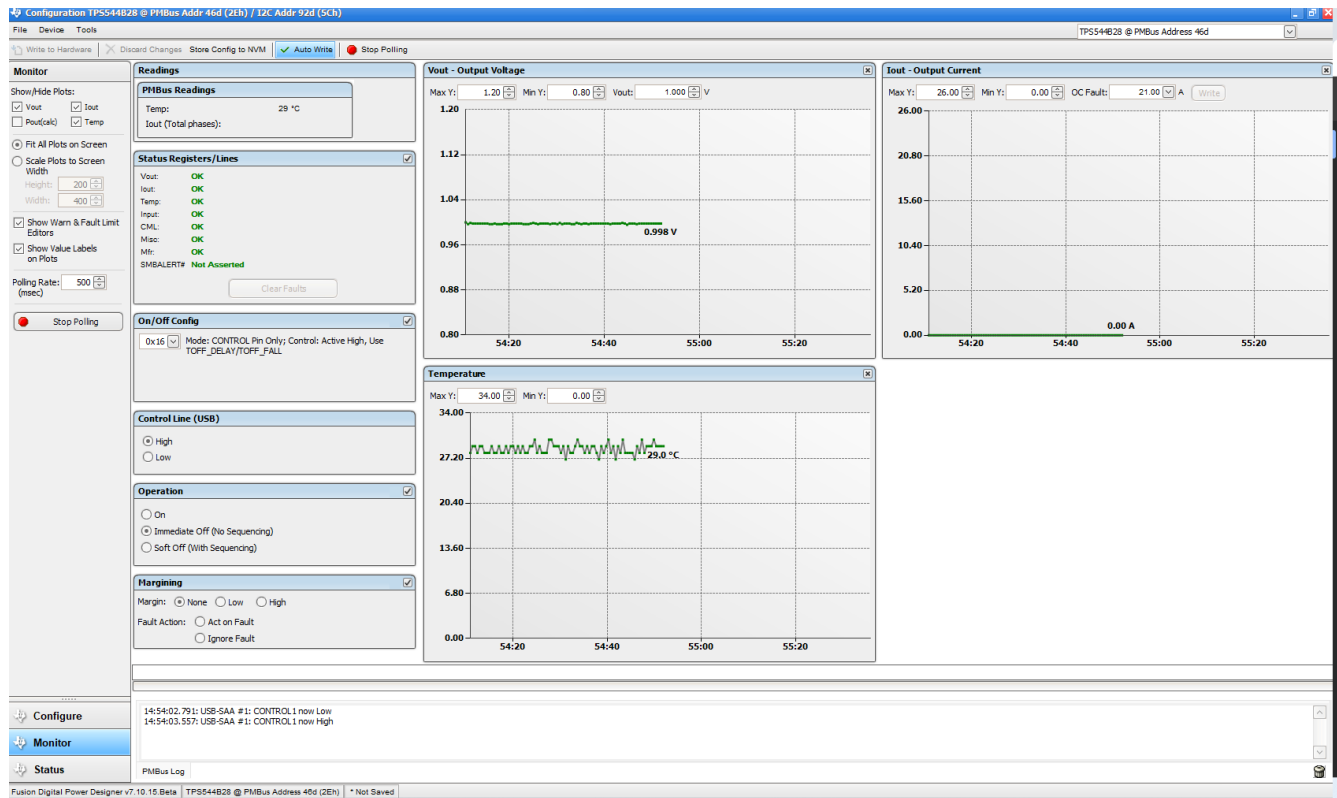 Configuration TPS544B28 @ PMBus Addr 46d (2Eh) / I2C Addr 92d (5Ch)
File Device Tools
TPS544B28 @ PMBus Address 46d
Write to Hardware Discard Changes Store Config to NVM Auto Write Stop Polling
Monitor
Show/Hide Plots:
Vout Iout
Pout(calc) Temp
Fit All Plots on Screen
Scale Plots to Screen
Width
Height: 200
Width: 400
Show Warn & Fault Limit
Editors
Show Value Labels
on Plots
Polling Rate: 500
(msec)
Stop Polling
Readings
PMBus Readings
Temp: 29 °C
Iout (Total phases):
Status Registers/Lines
Vout: OK
Iout: OK
Temp: OK
Input: OK
CML: OK
Misc: OK
Mfr: OK
SMBALERT# Not Asserted
Clear Faults
On/Off Config
0x16 Mode: CONTROL Pin Only; Control: Active High, Use
TOFF_DELAY/TOFF_FALL
Control Line (USB)
High
Low
Operation
On
Immediate Off (No Sequencing)
Soft Off (With Sequencing)
Margining
Margin: None Low High
Fault Action: Act on Fault
Ignore Fault
Vout - Output Voltage
Max Y: 1.20 Min Y: 0.80 Vout: 1.000 V
1.20
1.12
1.04
0.998 V
0.96
0.88
0.80
54:20 54:40 55:00 55:20
Iout - Output Current
Max Y: 26.00 Min Y: 0.00 OC Fault: 21.00 A Write
26.00
20.80
15.60
10.40
5.20
0.00 A
0.00
54:20 54:40 55:00 55:20
Temperature
Max Y: 34.00 Min Y: 0.00
34.00
29.0 °C
27.20
20.40
13.60
6.80
0.00
54:20 54:40 55:00 55:20
Configure
Monitor
Status
14:54:02.791: USB-SAA #1: CONTROL1 now Low
14:54:03.557: USB-SAA #1: CONTROL1 now High
PMBus Log
Fusion Digital Power Designer v7.10.15.Beta TPS544B28 @ PMBus Address 46d (2Eh) * Not Saved